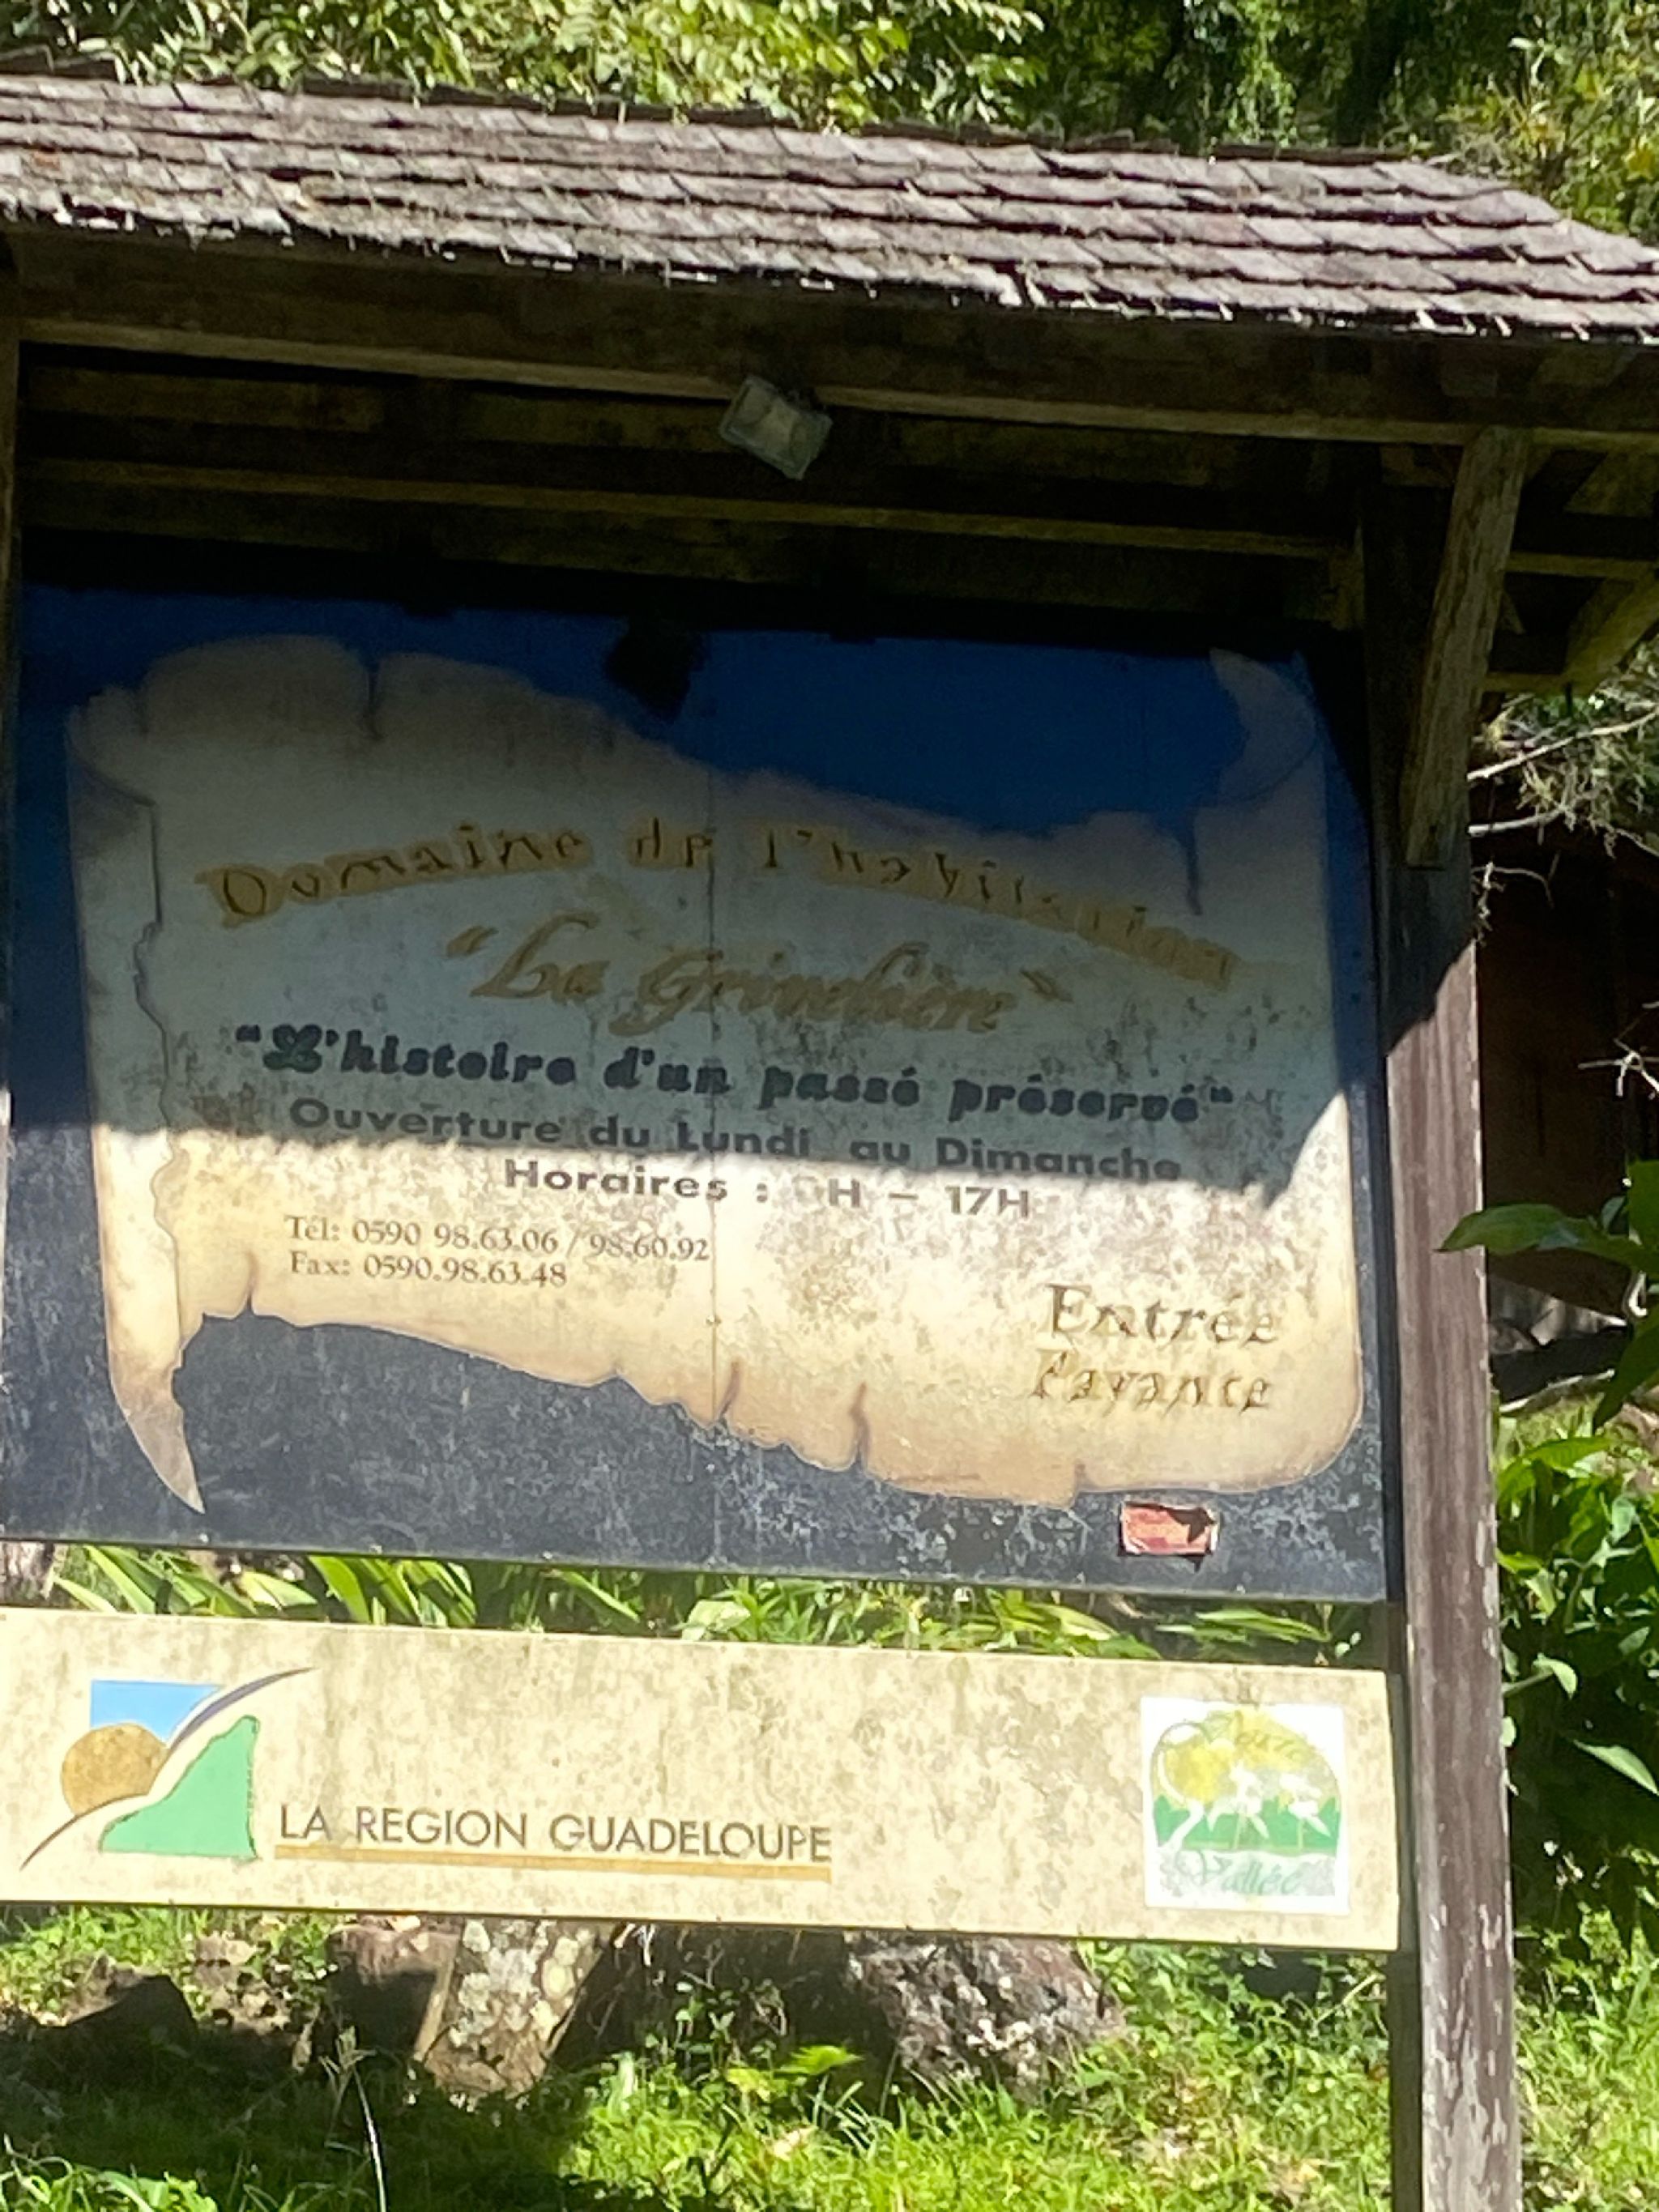 Domaine de l'habitation
"La Grivelière"
"L'histoire d'un passé préservé"
Ouverture du Lundi au Dimanche
Horaires : H – 17H
Tél: 0590 98.63.06 / 98.60.92
Fax: 0590.98.63.48
Entrée
Payante
LA REGION GUADELOUPE
Vallée